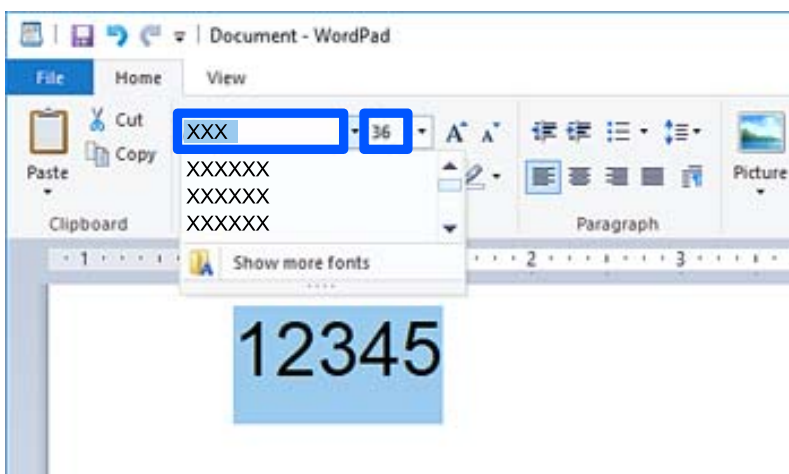 Document - WordPad
File Home View
Cut
Copy
Paste
Clipboard
XXX 36 A A
XXXXXX
XXXXXX
XXXXXX
Show more fonts
Paragraph
Picture
1 2 3
12345